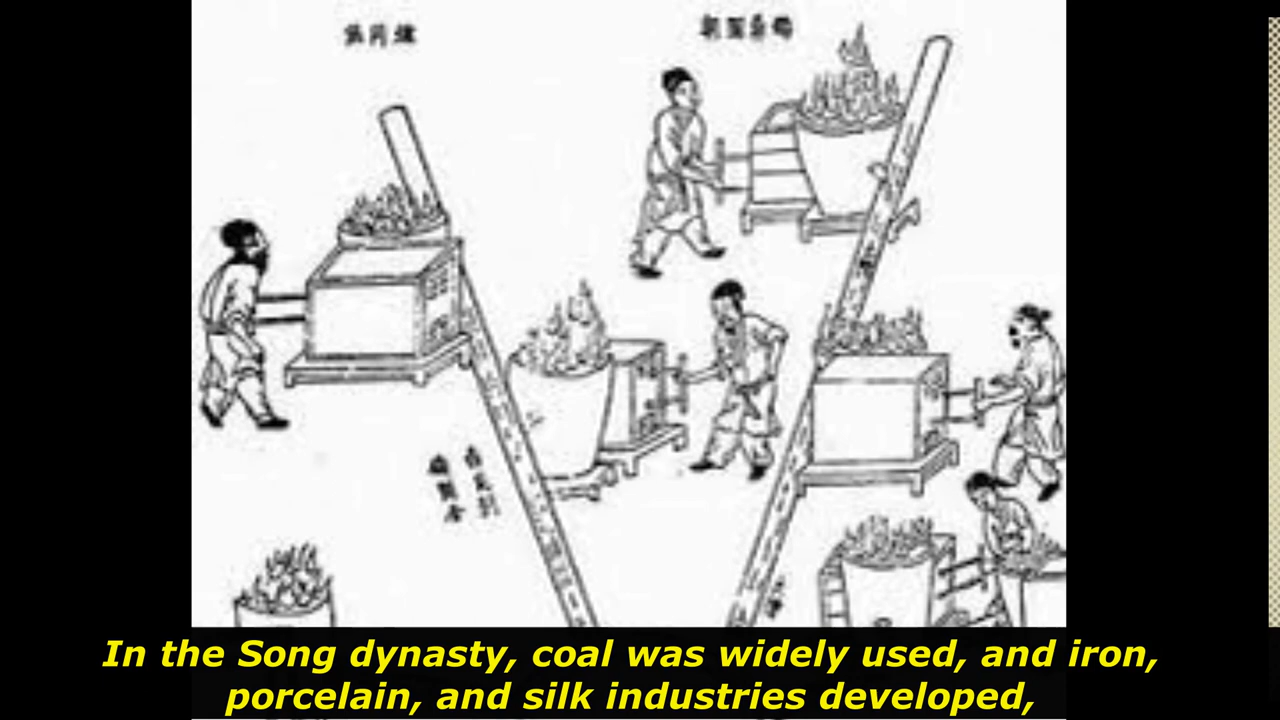 In the Song dynasty, coal was widely used, and iron,
porcelain, and silk industries developed,